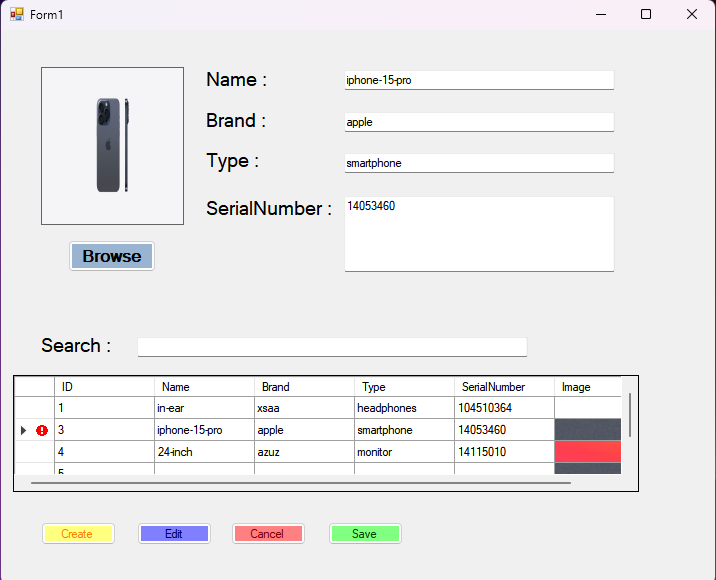 Form1
Name :
iphone-15-pro
Brand :
apple
Type :
smartphone
SerialNumber :
14053460
Browse
Search :
ID Name Brand Type SerialNumber Image
1 in-ear xsaa headphones 104510364
3 iphone-15-pro apple smartphone 14053460
4 24-inch azuz monitor 14115010
5
Create Edit Cancel Save